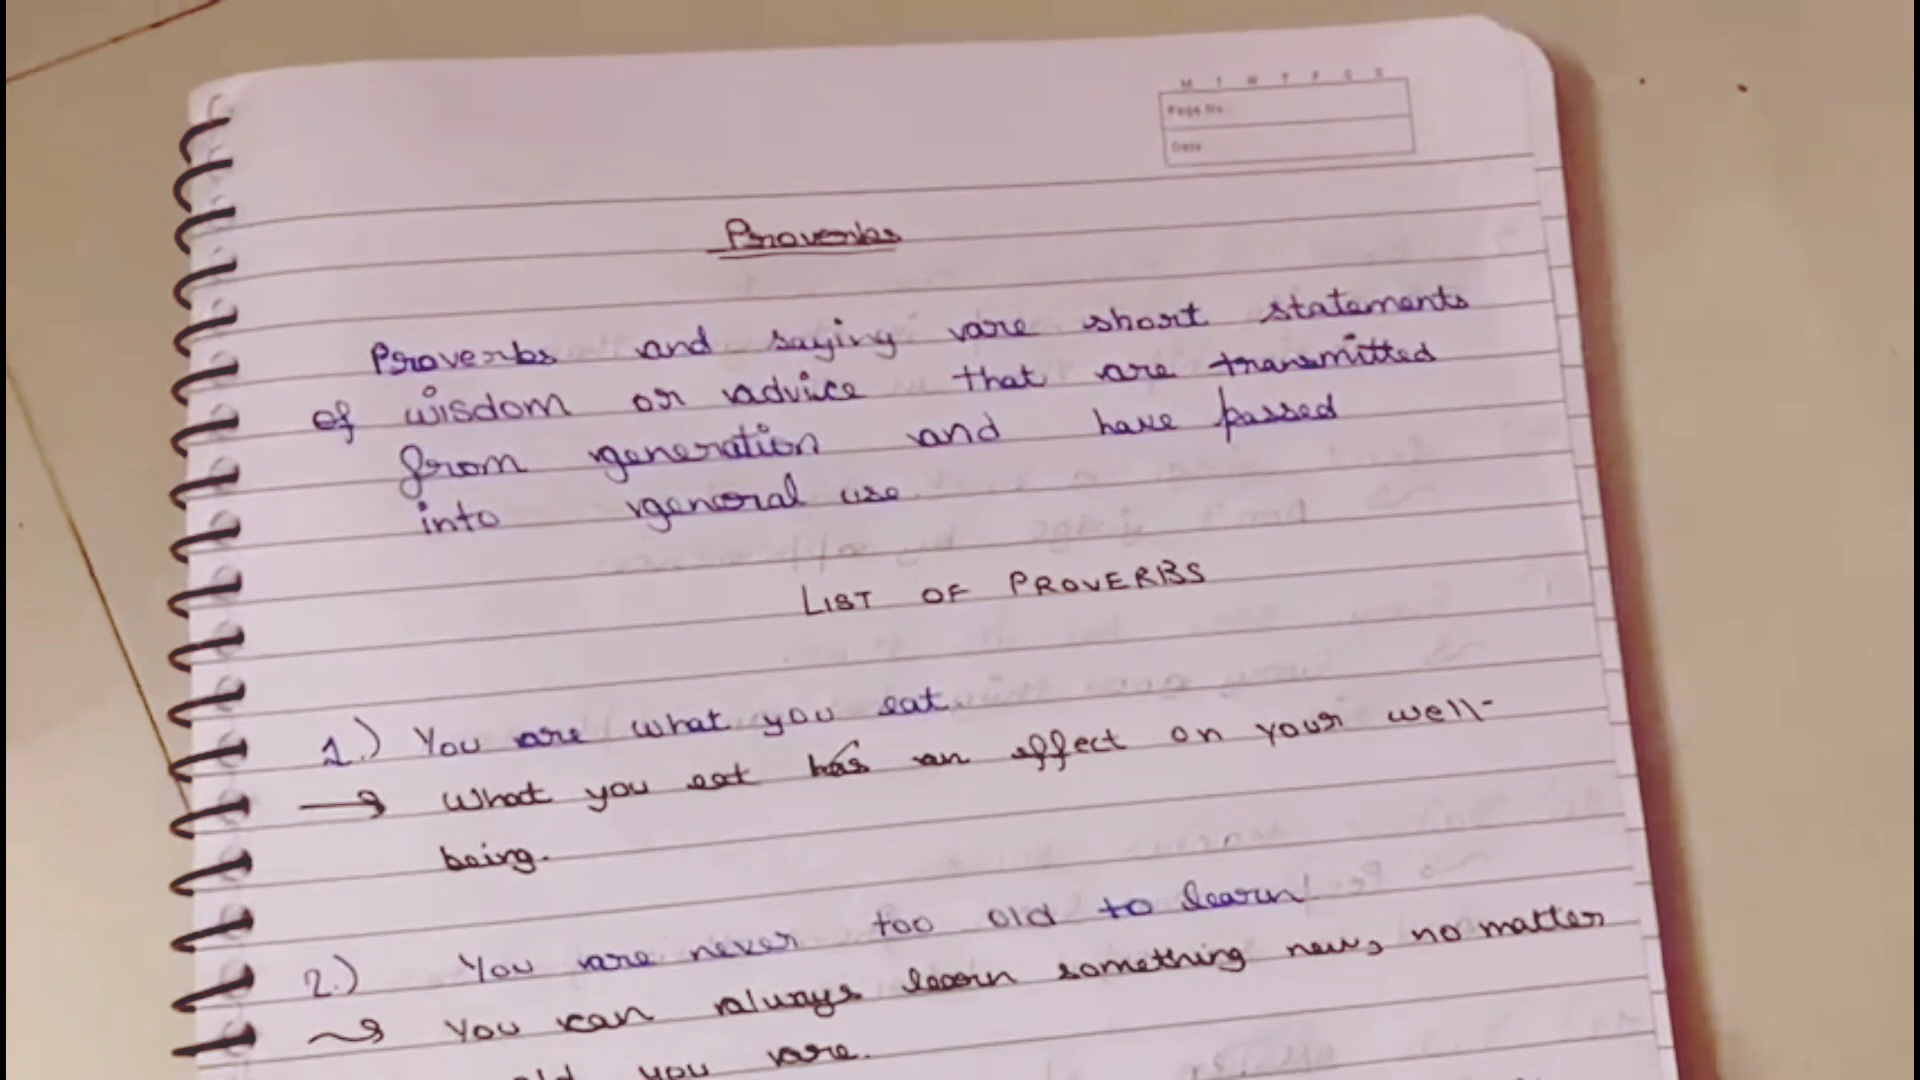 M T W T F S S
Page No
Date
Proverbs
Proverbs and saying are short statements
of wisdom or advice that are transmitted
from generation and have passed
into general use
LIST OF PROVERBS
1.) You are what you eat
→ What you eat has an effect on your well-
being.
2.) You are never too old to learn
→ You can always learn something new, no matter
old you are.